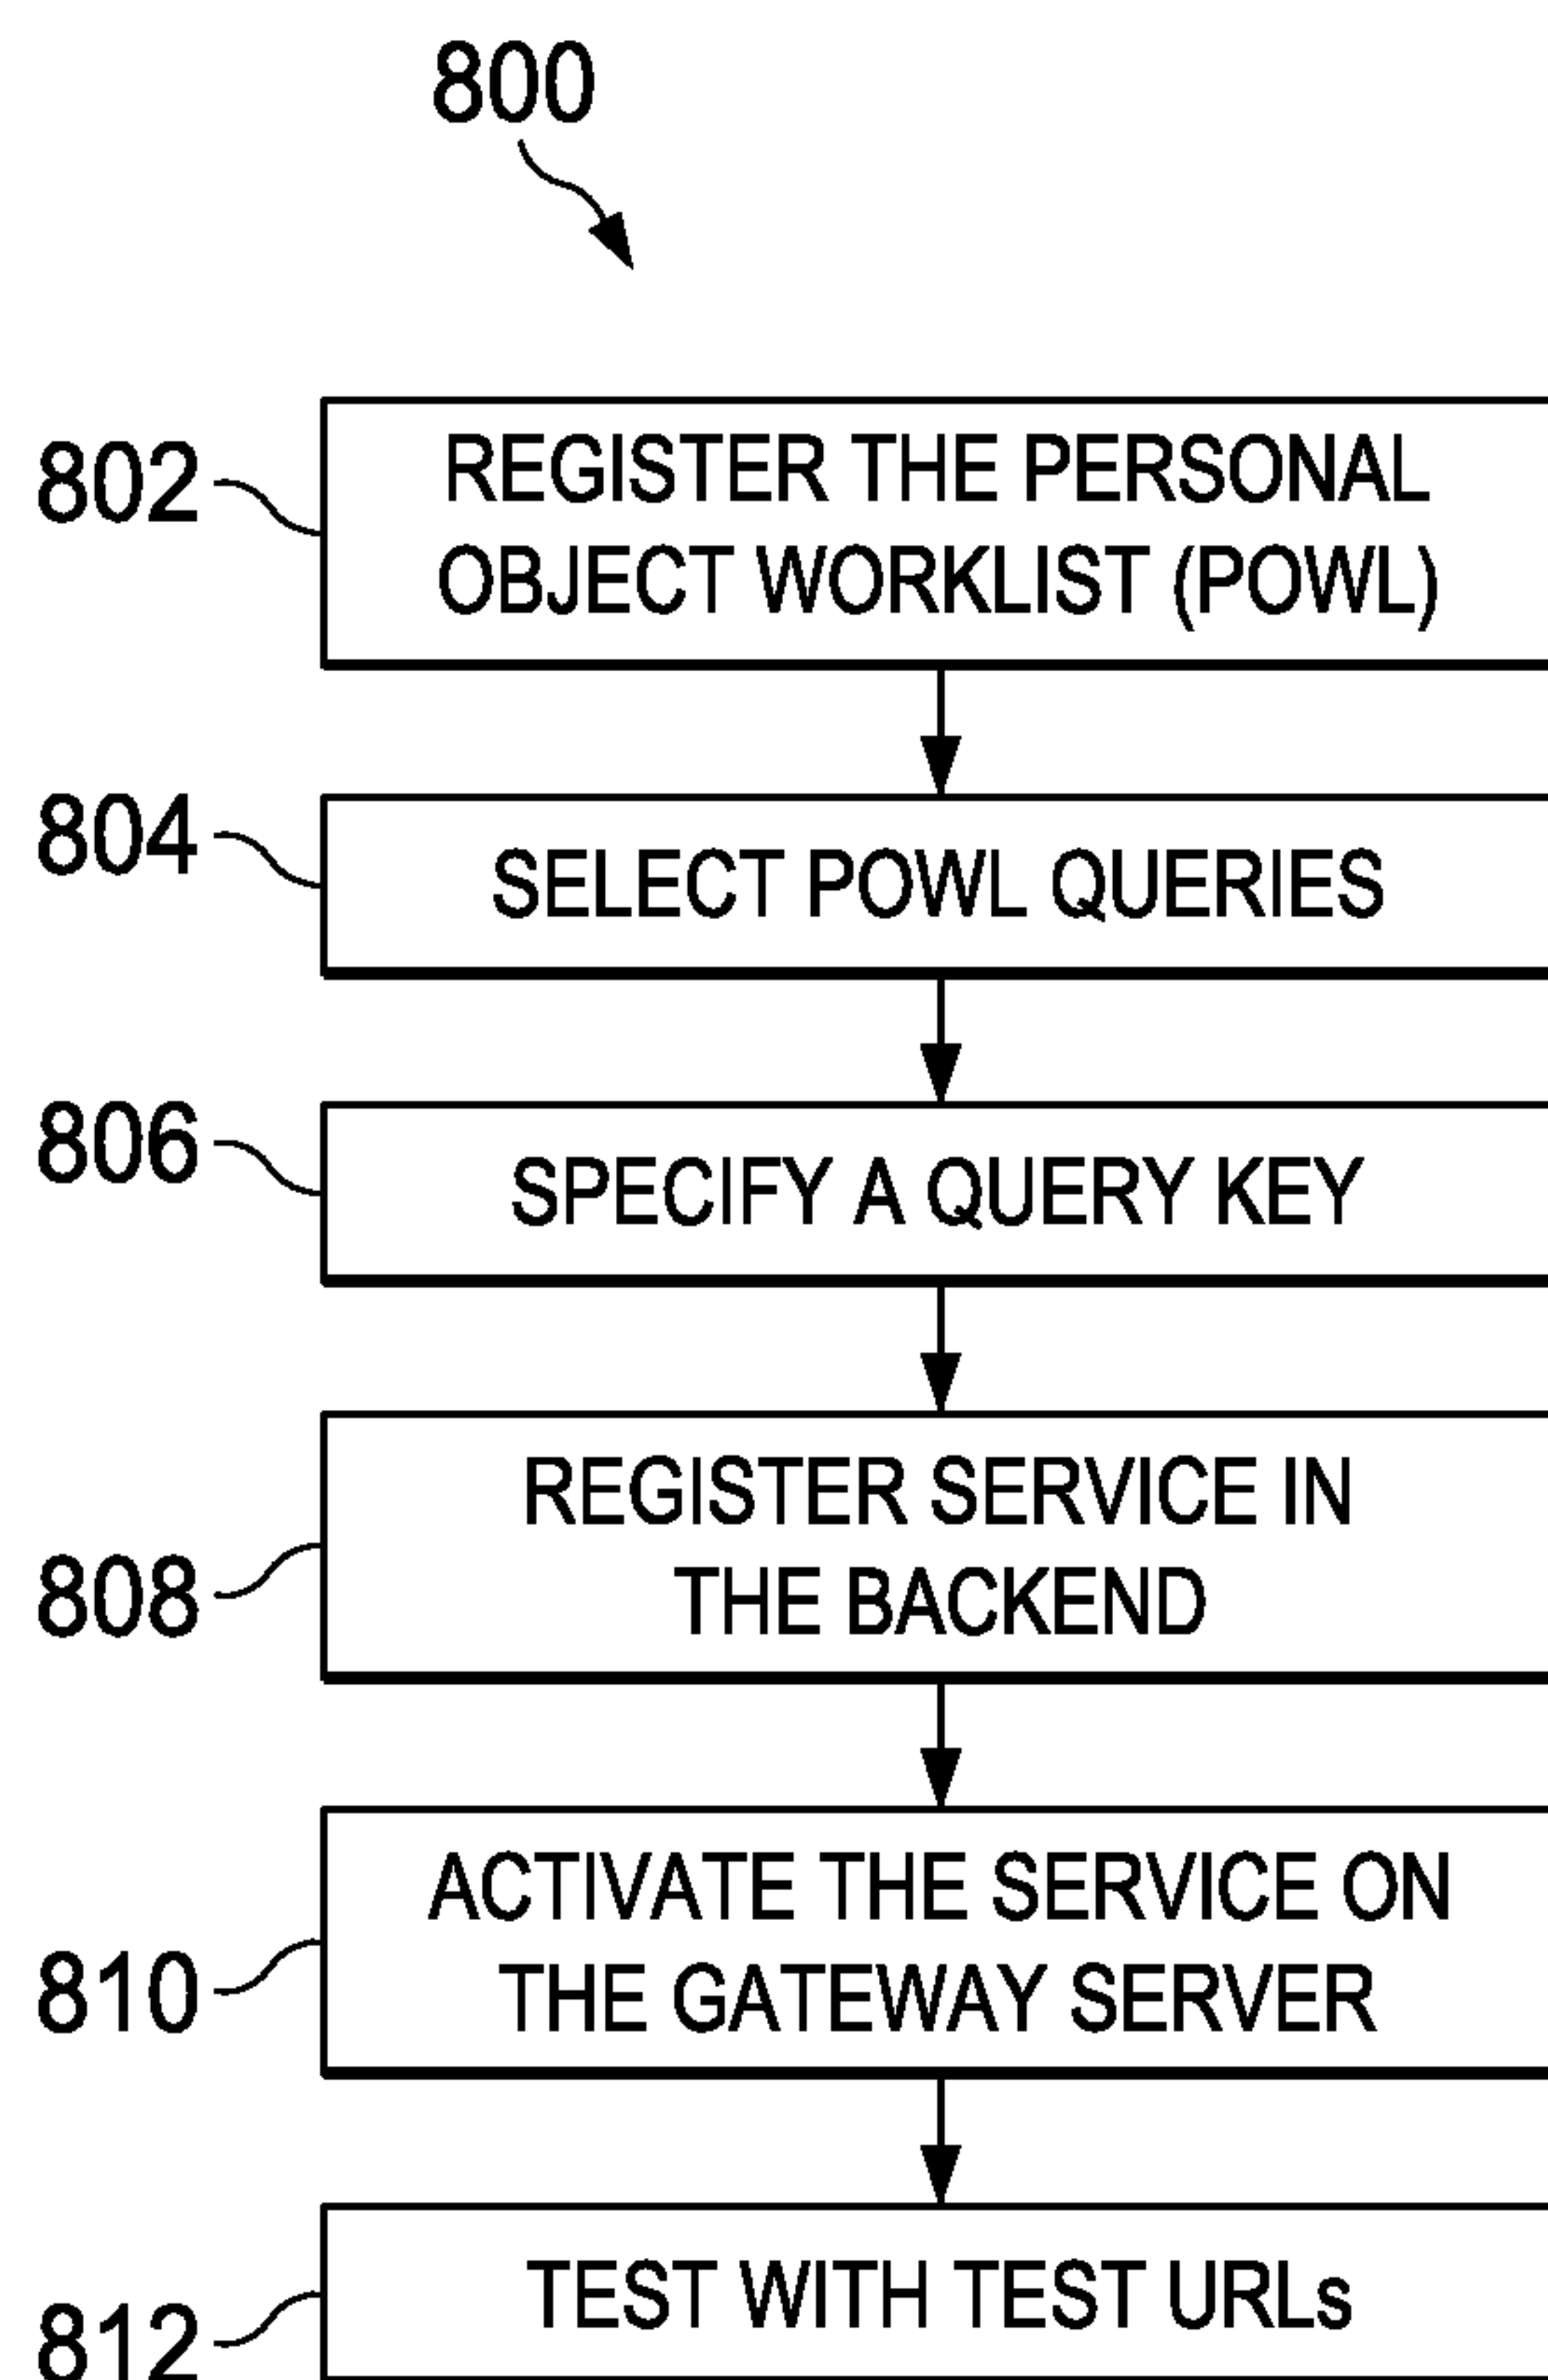 800
802
REGISTER THE PERSONAL
OBJECT WORKLIST (POWL)
804
SELECT POWL QUERIES
806
SPECIFY A QUERY KEY
808
REGISTER SERVICE IN
THE BACKEND
810
ACTIVATE THE SERVICE ON
THE GATEWAY SERVER
812
TEST WITH TEST URLs